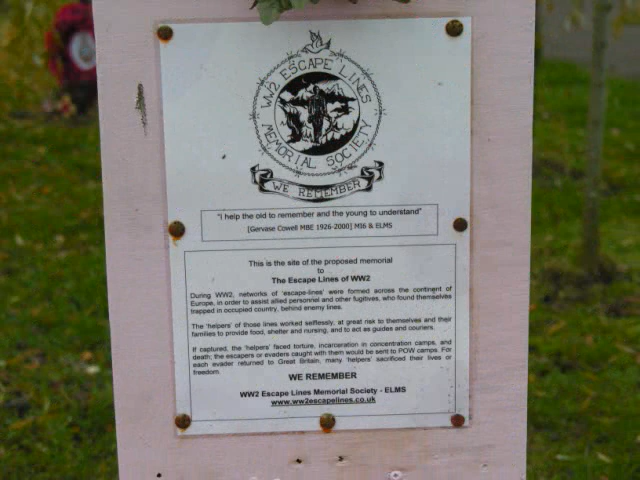 WW2 ESCAPE LINES
MEMORIAL SOCIETY
WE REMEMBER
"I help the old to remember and the young to understand"
[Gervase Cowell MBE 1926-2000] MI6 & ELMS
This is the site of the proposed memorial
to
The Escape Lines of WW2
During WW2, networks of 'escape-lines' were formed across the continent of
Europe, in order to assist allied personnel and other fugitives, who found themselves
trapped in occupied country, behind enemy lines.
The 'helpers' of those lines worked selflessly, at great risk to themselves and their
families to provide food, shelter and nursing, and to act as guides and couriers.
If captured, the 'helpers' faced torture, incarceration in concentration camps, and
death; the escapers or evaders caught with them would be sent to POW camps. For
each evader returned to Great Britain, many 'helpers' sacrificed their lives or
freedom.
WE REMEMBER
WW2 Escape Lines Memorial Society - ELMS
www.ww2escapelines.co.uk